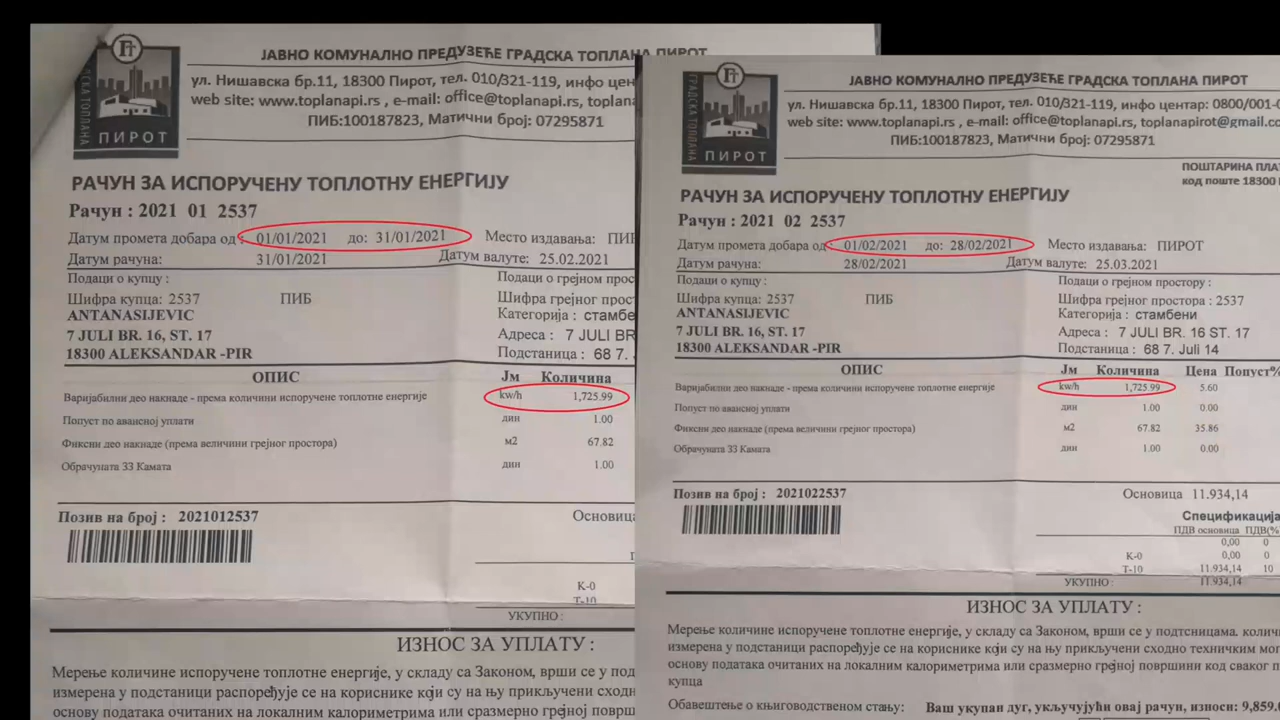 ГРАДСКА ТОПЛАНА
ПИРОТ
ЈАВНО КОМУНАЛНО ПРЕДУЗЕЋЕ ГРАДСКА ТОПЛАНА ПИРОТ
ул. Нишавска бр.11, 18300 Пирот, тел. 010/321-119, инфо цен
web site: www.toplanapi.rs , e-mail: office@toplanapi.rs, toplana
ПИБ:100187823, Матични број: 07295871
РАЧУН ЗА ИСПОРУЧЕНУ ТОПЛОТНУ ЕНЕРГИЈУ
Рачун : 2021 01 2537
Датум промета добара од : 01/01/2021 до: 31/01/2021 Место издавања: ПИ
Датум рачуна: 31/01/2021 Датум валуте: 25.02.2021
Подаци о купцу : Подаци о грејном прос
Шифра купца: 2537 ПИБ Шифра грејног прост
ANTANASIJEVIC Категорија : стамбе
7 JULI BR. 16, ST. 17 Адреса : 7 JULI BR
18300 ALEKSANDAR -PIR Подстаница : 68 7.
ОПИС Јм Количина
Варијабилни део накнаде - према количини испоручене топлотне енергије kw/h 1,725.99
Попуст по авансној уплати дин 1.00
Фиксни део накнаде (према величини грејног простора) м2 67.82
Обрачуната ЗЗ Камата дин 1.00
Позив на број : 2021012537 Основица
К-0
Т-10
УКУПНО :
ИЗНОС ЗА УПЛАТУ :
Мерење количине испоручене топлотне енергије, у складу са Законом, врши се у под
измерена у подстаници распоређује се на кориснике који су на њу прикључени сходн
основу података очитаних на локалним калориметрима или сразмерно грејној површ
ГРАДСКА ТОПЛАНА
ПИРОТ
ЈАВНО КОМУНАЛНО ПРЕДУЗЕЋЕ ГРАДСКА ТОПЛАНА ПИРОТ
ул. Нишавска бр.11, 18300 Пирот, тел. 010/321-119, инфо центар: 0800/001-
web site: www.toplanapi.rs , e-mail: office@toplanapi.rs, toplanapirot@gmail.co
ПИБ:100187823, Матични број: 07295871
ПОШТАРИНА ПЛА
код поште 18300
РАЧУН ЗА ИСПОРУЧЕНУ ТОПЛОТНУ ЕНЕРГИЈУ
Рачун : 2021 02 2537
Датум промета добара од : 01/02/2021 до: 28/02/2021 Место издавања: ПИРОТ
Датум рачуна: 28/02/2021 Датум валуте: 25.03.2021
Подаци о купцу : Подаци о грејном простору :
Шифра купца: 2537 ПИБ Шифра грејног простора : 2537
ANTANASIJEVIC Категорија : стамбени
7 JULI BR. 16, ST. 17 Адреса : 7 JULI BR. 16 ST. 17
18300 ALEKSANDAR -PIR Подстаница : 68 7. Juli 14
ОПИС Јм Количина Цена Попуст%
Варијабилни део накнаде - према количини испоручене топлотне енергије kw/h 1,725.99 5.60
Попуст по авансној уплати дин 1.00 0.00
Фиксни део накнаде (према величини грејног простора) м2 67.82 35.86
Обрачуната ЗЗ Камата дин 1.00 0.00
Позив на број : 2021022537 Основица 11.934,14
Спецификација
ПДВ основица ПДВ(%
0,00 0
К-0 0,00 0
Т-10 11.934,14 10
УКУПНО : 11.934,14
ИЗНОС ЗА УПЛАТУ :
Мерење количине испоручене топлотне енергије, у складу са Законом, врши се у подтсницама. количи
измерена у подстаници распоређује се на кориснике који су на њу прикључени сходно техничким мог
основу података очитаних на локалним калориметрима или сразмерно грејној површини код сваког п
купца
Обавештење о књиговодственом стању: Ваш укупан дуг, укључујући овај рачун, износи: 9,859.0